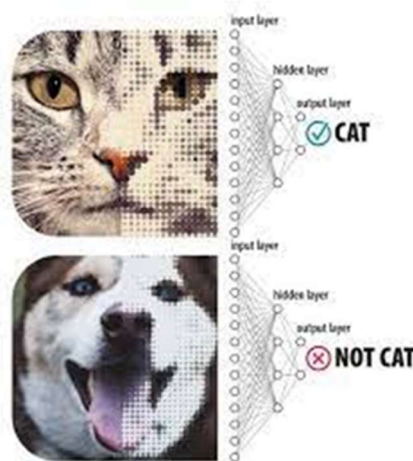 input layer
hidden layer
output layer
CAT
input layer
hidden layer
output layer
NOT CAT